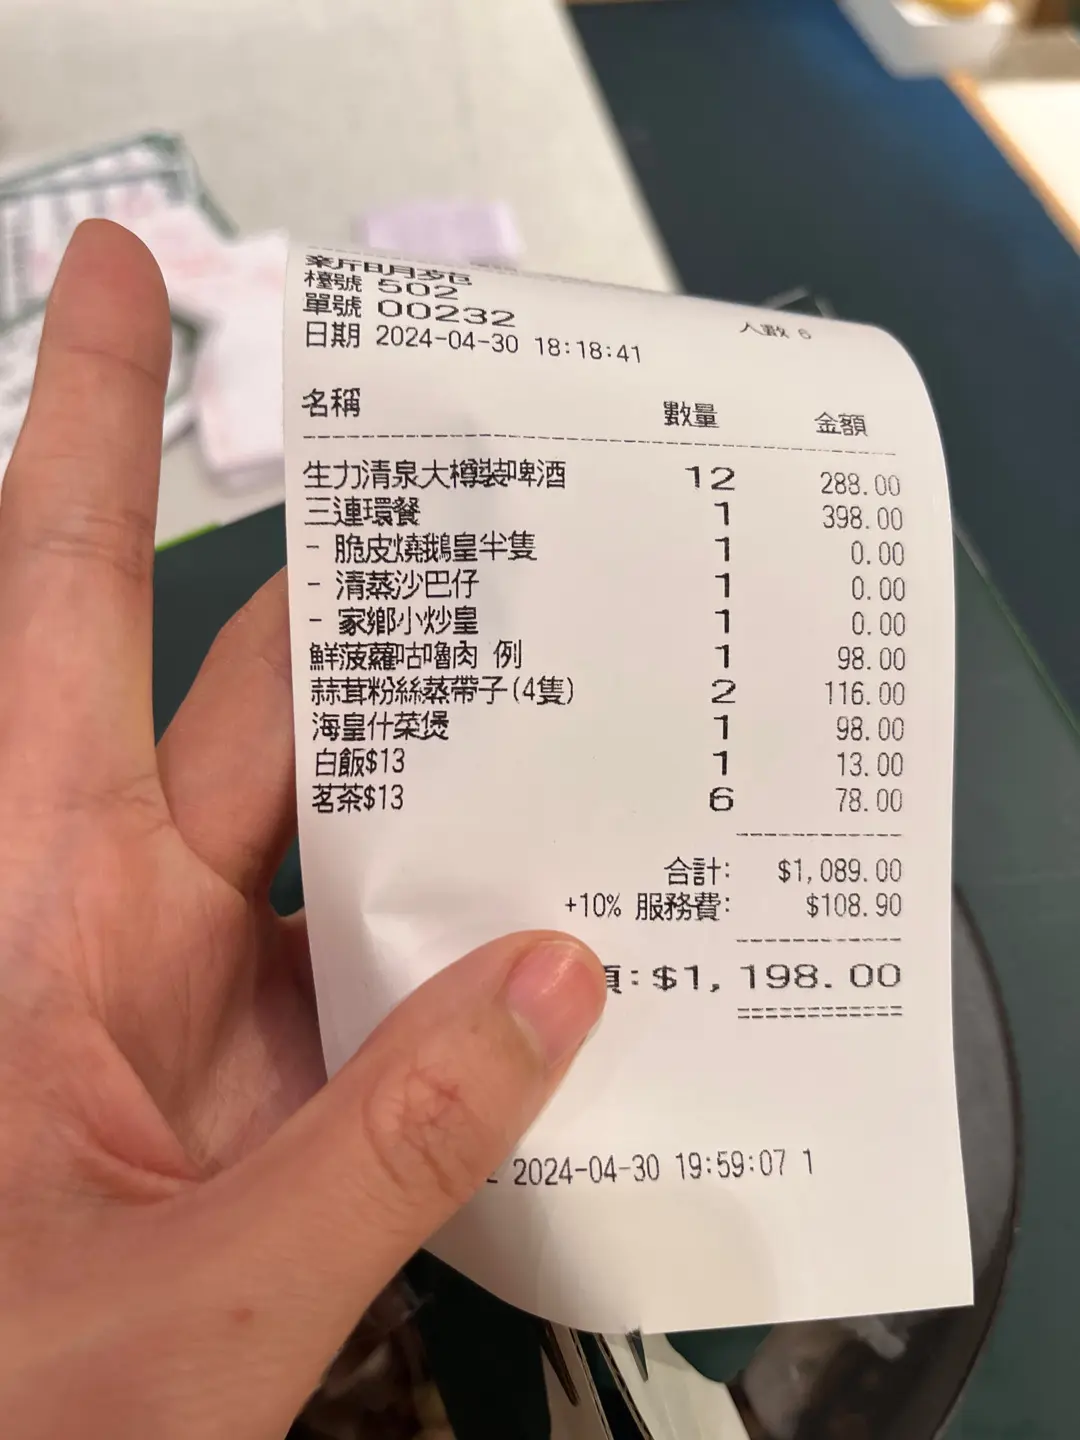 新明苑
檯號 502
單號 00232 人數 6
日期 2024-04-30 18:18:41
名稱 數量 金額
生力清泉大樽裝啤酒 12 288.00
三連環餐 1 398.00
- 脆皮燒鵝皇半隻 1 0.00
- 清蒸沙巴仔 1 0.00
- 家鄉小炒皇 1 0.00
鮮菠蘿咕嚕肉 例 1 98.00
蒜茸粉絲蒸帶子(4隻) 2 116.00
海皇什菜煲 1 98.00
白飯$13 1 13.00
茗茶$13 6 78.00
合計: $1,089.00
+10% 服務費: $108.90
: $1,198.00
2024-04-30 19:59:07 1